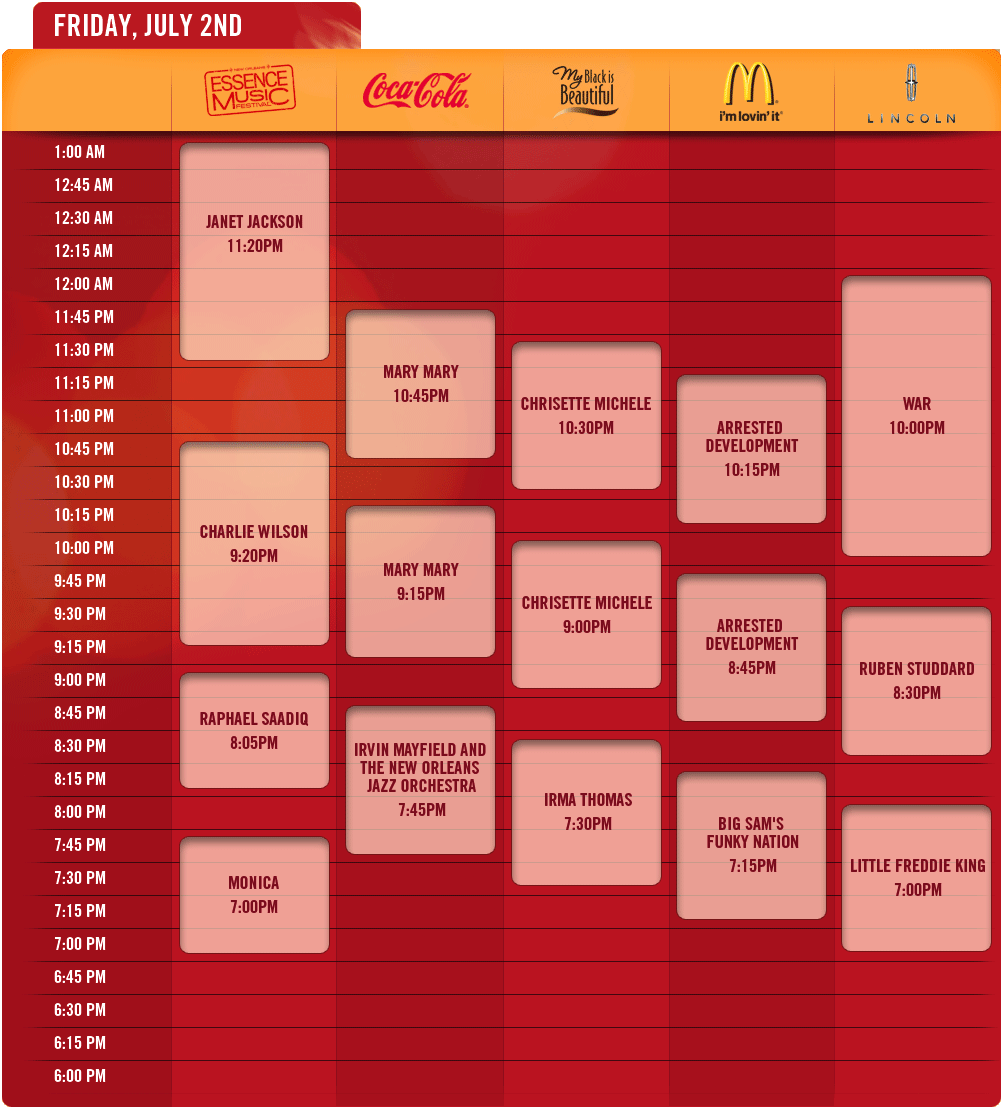 FRIDAY, JULY 2ND
ESSENCE
MUSIC
FESTIVAL
Coca-Cola
My Black is
Beautiful
i'm lovin' it
LINCOLN
1:00 AM
12:45 AM
12:30 AM
12:15 AM
12:00 AM
11:45 PM
11:30 PM
11:15 PM
11:00 PM
10:45 PM
10:30 PM
10:15 PM
10:00 PM
9:45 PM
9:30 PM
9:15 PM
9:00 PM
8:45 PM
8:30 PM
8:15 PM
8:00 PM
7:45 PM
7:30 PM
7:15 PM
7:00 PM
6:45 PM
6:30 PM
6:15 PM
6:00 PM
JANET JACKSON
11:20PM
CHARLIE WILSON
9:20PM
RAPHAEL SAADIQ
8:05PM
MONICA
7:00PM
MARY MARY
10:45PM
MARY MARY
9:15PM
IRVIN MAYFIELD AND
THE NEW ORLEANS
JAZZ ORCHESTRA
7:45PM
CHRISETTE MICHELE
10:30PM
CHRISETTE MICHELE
9:00PM
IRMA THOMAS
7:30PM
ARRESTED
DEVELOPMENT
10:15PM
ARRESTED
DEVELOPMENT
8:45PM
BIG SAM'S
FUNKY NATION
7:15PM
WAR
10:00PM
RUBEN STUDDARD
8:30PM
LITTLE FREDDIE KING
7:00PM